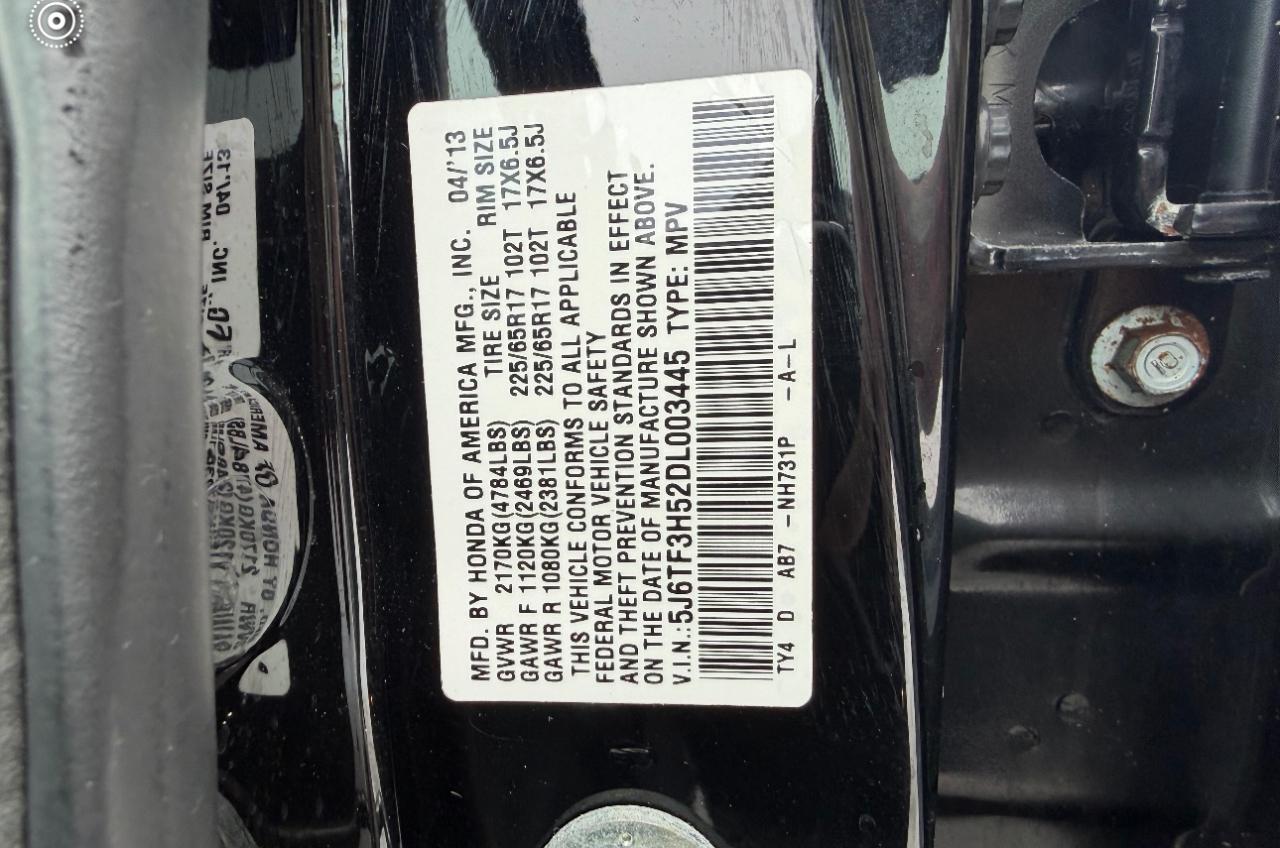 MFD. BY HONDA OF AMERICA MFG., INC. 04/'13
GVWR 2170KG(4784LBS) TIRE SIZE RIM SIZE
GAWR F 1120KG(2469LBS) 225/65R17 102T 17X6.5J
GAWR R 1080KG(2381LBS) 225/65R17 102T 17X6.5J
THIS VEHICLE CONFORMS TO ALL APPLICABLE
FEDERAL MOTOR VEHICLE SAFETY
AND THEFT PREVENTION STANDARDS IN EFFECT
ON THE DATE OF MANUFACTURE SHOWN ABOVE.
V.I.N.:5J6TF3H52DL003445 TYPE: MPV
TY4 D AB7 -NH731P -A-L